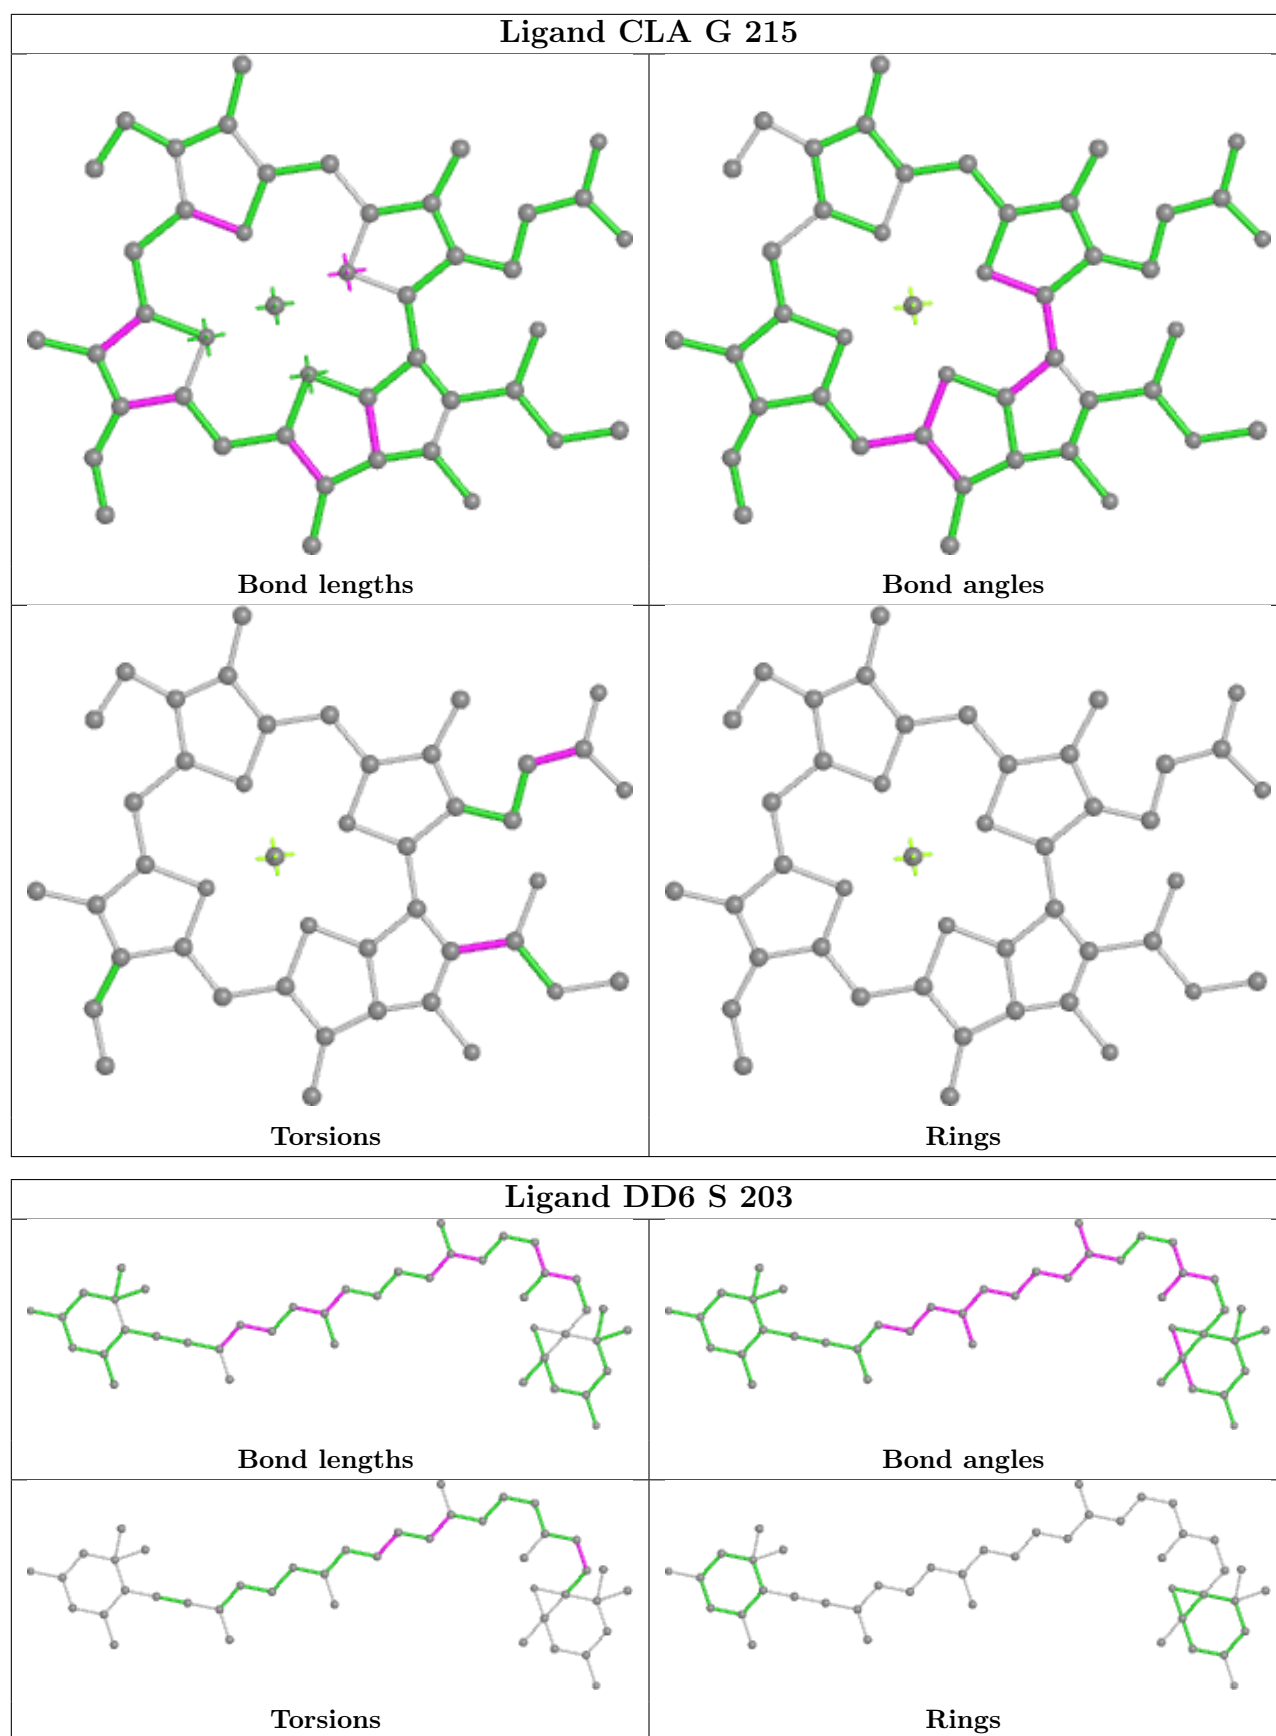 Ligand CLA G 215
Bond lengths
Bond angles
Torsions
Rings
Ligand DD6 S 203
Bond lengths
Bond angles
Torsions
Rings